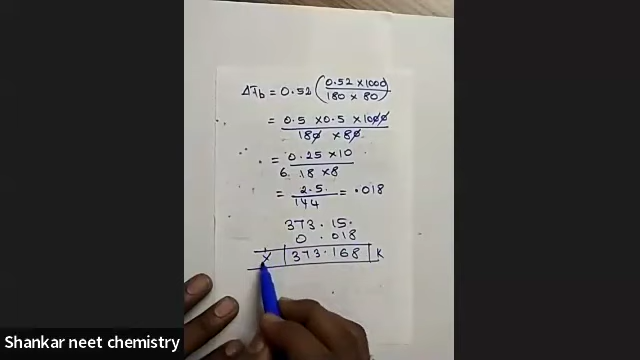 ΔTb = 0.52 ( 0.52 × 1000 / 180 × 80 )
= 0.5 × 0.5 × 1000 / 180 × 80
= 0.25 × 10 / 18 × 8
6.
= 2.5 / 144 = .018
373 . 15.
0 . 018
x | 373.168 | K
Shankar neet chemistry